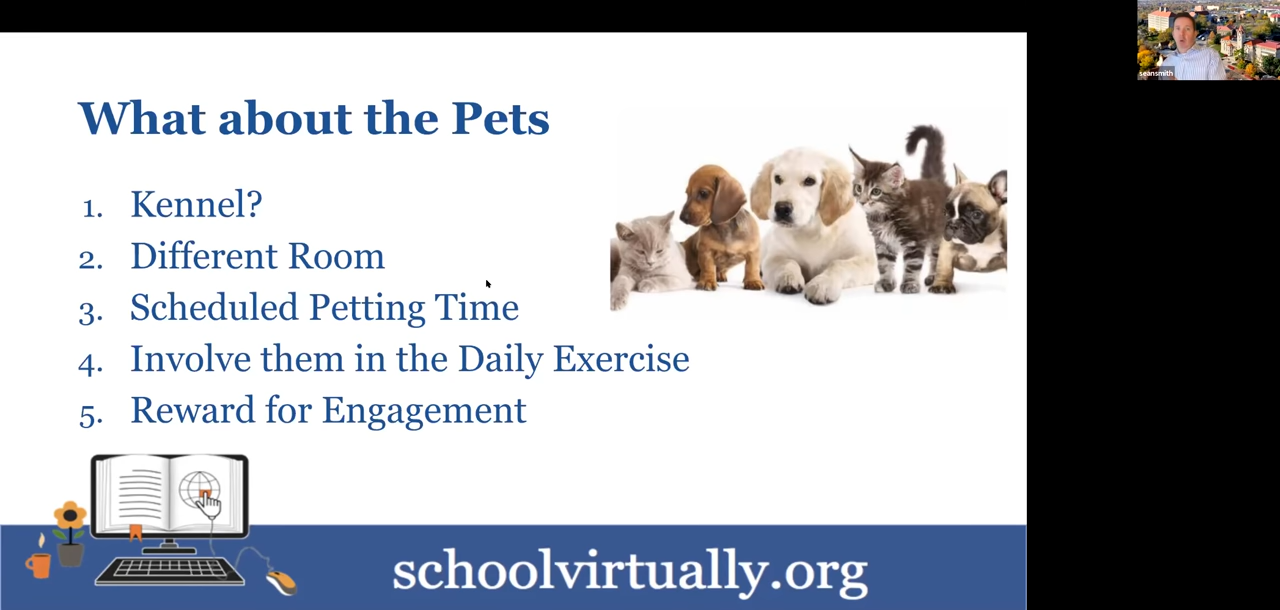 What about the Pets
1. Kennel?
2. Different Room
3. Scheduled Petting Time
4. Involve them in the Daily Exercise
5. Reward for Engagement
schoolvirtually.org
seansmith